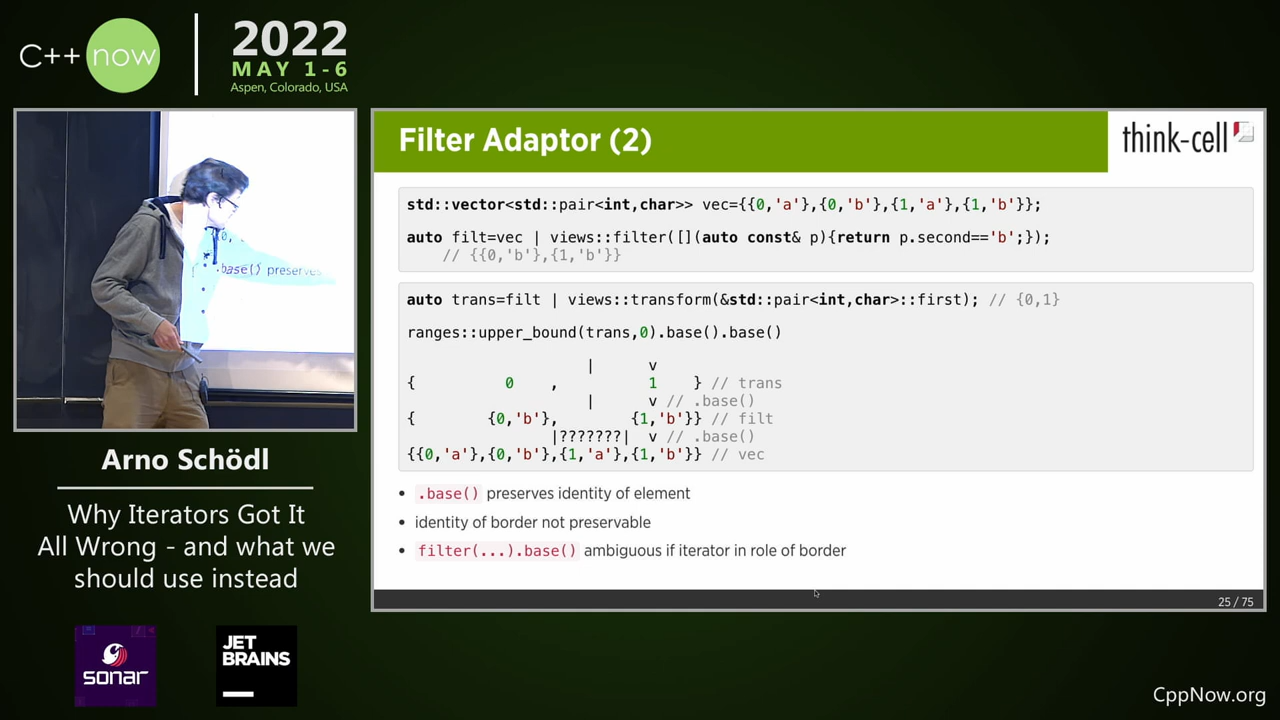 C++ now
2022
MAY 1-6
Aspen, Colorado, USA
Filter Adaptor (2)
think-cell
std::vector<std::pair<int,char>> vec={{0,'a'},{0,'b'},{1,'a'},{1,'b'}};
auto filt=vec | views::filter([](auto const& p){return p.second=='b';});
// {{0,'b'},{1,'b'}}
auto trans=filt | views::transform(&std::pair<int,char>::first); // {0,1}
ranges::upper_bound(trans,0).base().base()
| v
{ 0 , 1 } // trans
| v // .base()
{ {0,'b'}, {1,'b'}} // filt
|???????| v // .base()
{{0,'a'},{0,'b'},{1,'a'},{1,'b'}} // vec
• .base() preserves identity of element
• identity of border not preservable
• filter(...).base() ambiguous if iterator in role of border
25 / 75
.base() preserves
Arno Schödl
Why Iterators Got It
All Wrong - and what we
should use instead
sonar
JET
BRAINS
CppNow.org